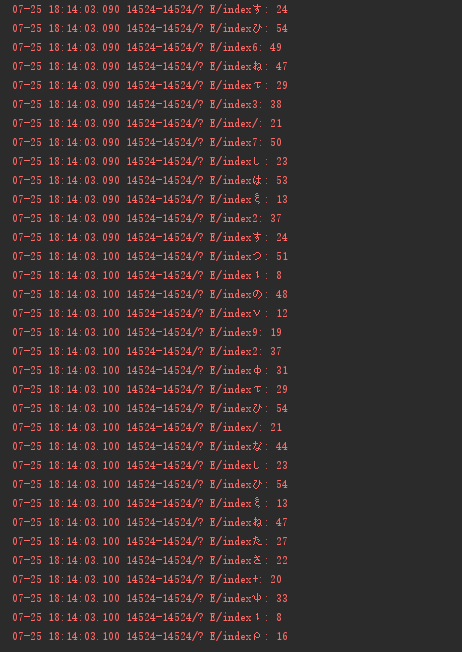 07-25 18:14:03.090 14524-14524/? E/indexす: 24
07-25 18:14:03.090 14524-14524/? E/indexひ: 54
07-25 18:14:03.090 14524-14524/? E/index6: 49
07-25 18:14:03.090 14524-14524/? E/indexね: 47
07-25 18:14:03.090 14524-14524/? E/indexτ: 29
07-25 18:14:03.090 14524-14524/? E/index3: 38
07-25 18:14:03.090 14524-14524/? E/index/: 21
07-25 18:14:03.090 14524-14524/? E/index7: 50
07-25 18:14:03.090 14524-14524/? E/indexし: 23
07-25 18:14:03.090 14524-14524/? E/indexは: 53
07-25 18:14:03.090 14524-14524/? E/indexξ: 13
07-25 18:14:03.090 14524-14524/? E/index2: 37
07-25 18:14:03.090 14524-14524/? E/indexす: 24
07-25 18:14:03.100 14524-14524/? E/indexつ: 51
07-25 18:14:03.100 14524-14524/? E/indexι: 8
07-25 18:14:03.100 14524-14524/? E/indexの: 48
07-25 18:14:03.100 14524-14524/? E/indexν: 12
07-25 18:14:03.100 14524-14524/? E/index9: 19
07-25 18:14:03.100 14524-14524/? E/index2: 37
07-25 18:14:03.100 14524-14524/? E/indexφ: 31
07-25 18:14:03.100 14524-14524/? E/indexτ: 29
07-25 18:14:03.100 14524-14524/? E/indexひ: 54
07-25 18:14:03.100 14524-14524/? E/index/: 21
07-25 18:14:03.100 14524-14524/? E/indexな: 44
07-25 18:14:03.100 14524-14524/? E/indexし: 23
07-25 18:14:03.100 14524-14524/? E/indexひ: 54
07-25 18:14:03.100 14524-14524/? E/indexξ: 13
07-25 18:14:03.100 14524-14524/? E/indexね: 47
07-25 18:14:03.100 14524-14524/? E/indexた: 27
07-25 18:14:03.100 14524-14524/? E/indexさ: 22
07-25 18:14:03.100 14524-14524/? E/index+: 20
07-25 18:14:03.100 14524-14524/? E/indexゆ: 33
07-25 18:14:03.100 14524-14524/? E/indexι: 8
07-25 18:14:03.100 14524-14524/? E/indexρ: 16